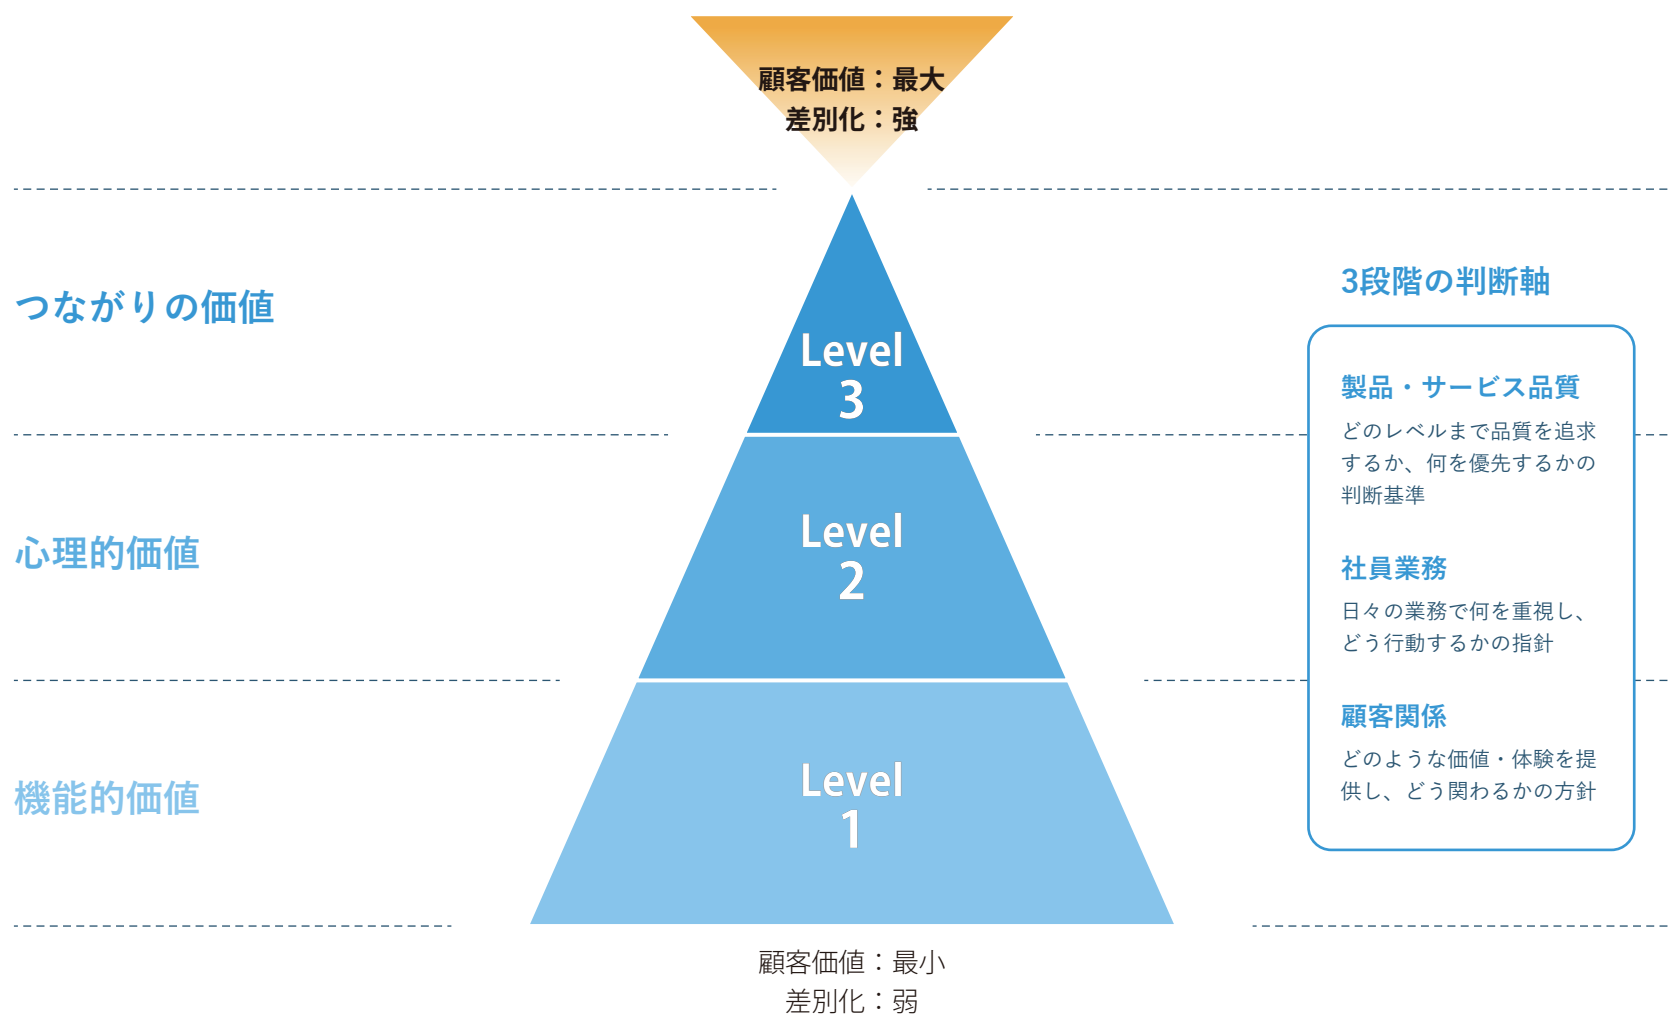 顧客価値：最大
差別化：強
つながりの価値
Level
3
心理的価値
Level
2
機能的価値
Level
1
顧客価値：最小
差別化：弱
3段階の判断軸
製品・サービス品質
どのレベルまで品質を追求
するか、何を優先するかの
判断基準
社員業務
日々の業務で何を重視し、
どう行動するかの指針
顧客関係
どのような価値・体験を提
供し、どう関わるかの方針